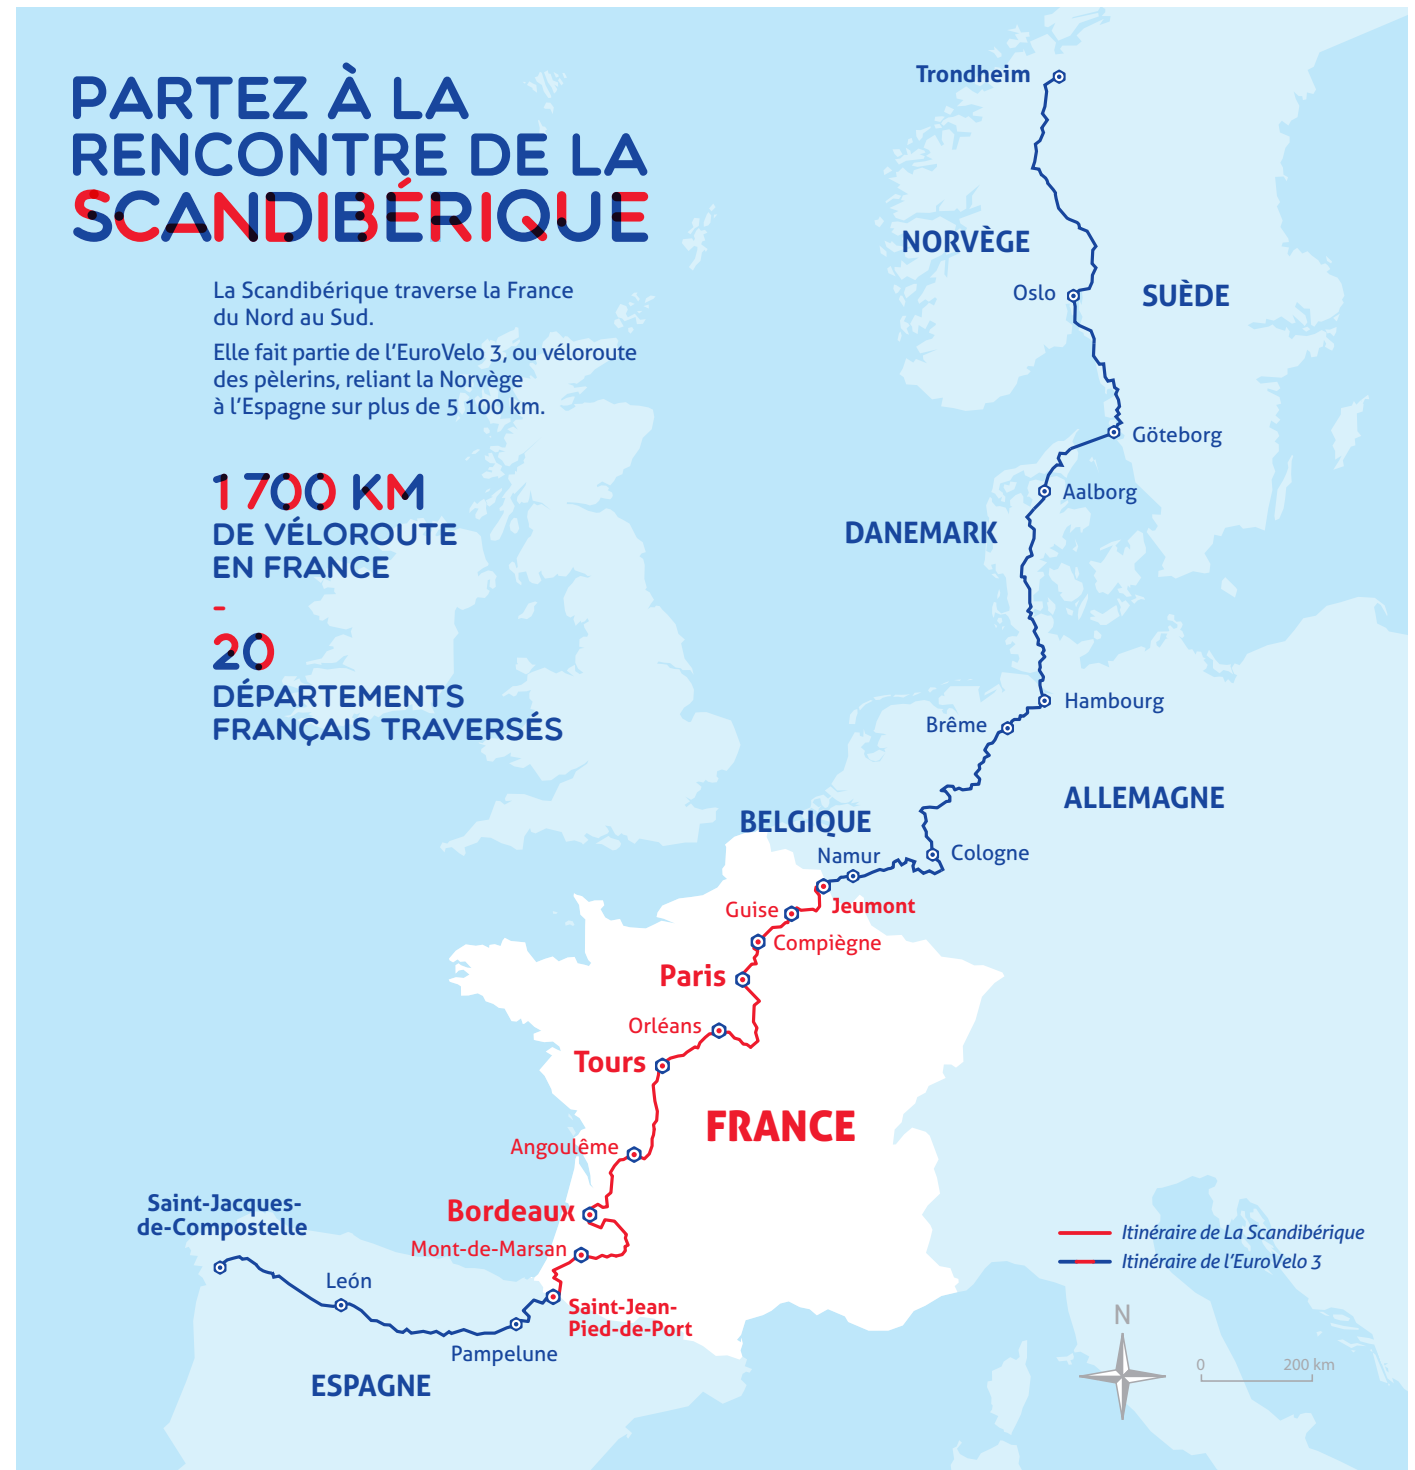 PARTEZ À LA
RENCONTRE DE LA
SCANDIBÉRIQUE
La Scandibérique traverse la France
du Nord au Sud.
Elle fait partie de l'EuroVelo 3, ou véloroute
des pèlerins, reliant la Norvège
à l'Espagne sur plus de 5 100 km.
1 700 KM
DE VÉLOROUTE
EN FRANCE
-
20
DÉPARTEMENTS
FRANÇAIS TRAVERSÉS
Trondheim
NORVÈGE
Oslo
SUÈDE
Göteborg
Aalborg
DANEMARK
Hambourg
Brême
ALLEMAGNE
BELGIQUE
Namur
Cologne
Jeumont
Guise
Compiègne
Paris
Orléans
Tours
FRANCE
Angoulême
Bordeaux
Mont-de-Marsan
Saint-Jean-
Pied-de-Port
Saint-Jacques-
de-Compostelle
León
Pampelune
ESPAGNE
Itinéraire de La Scandibérique
Itinéraire de l'EuroVelo 3
N
0 200 km